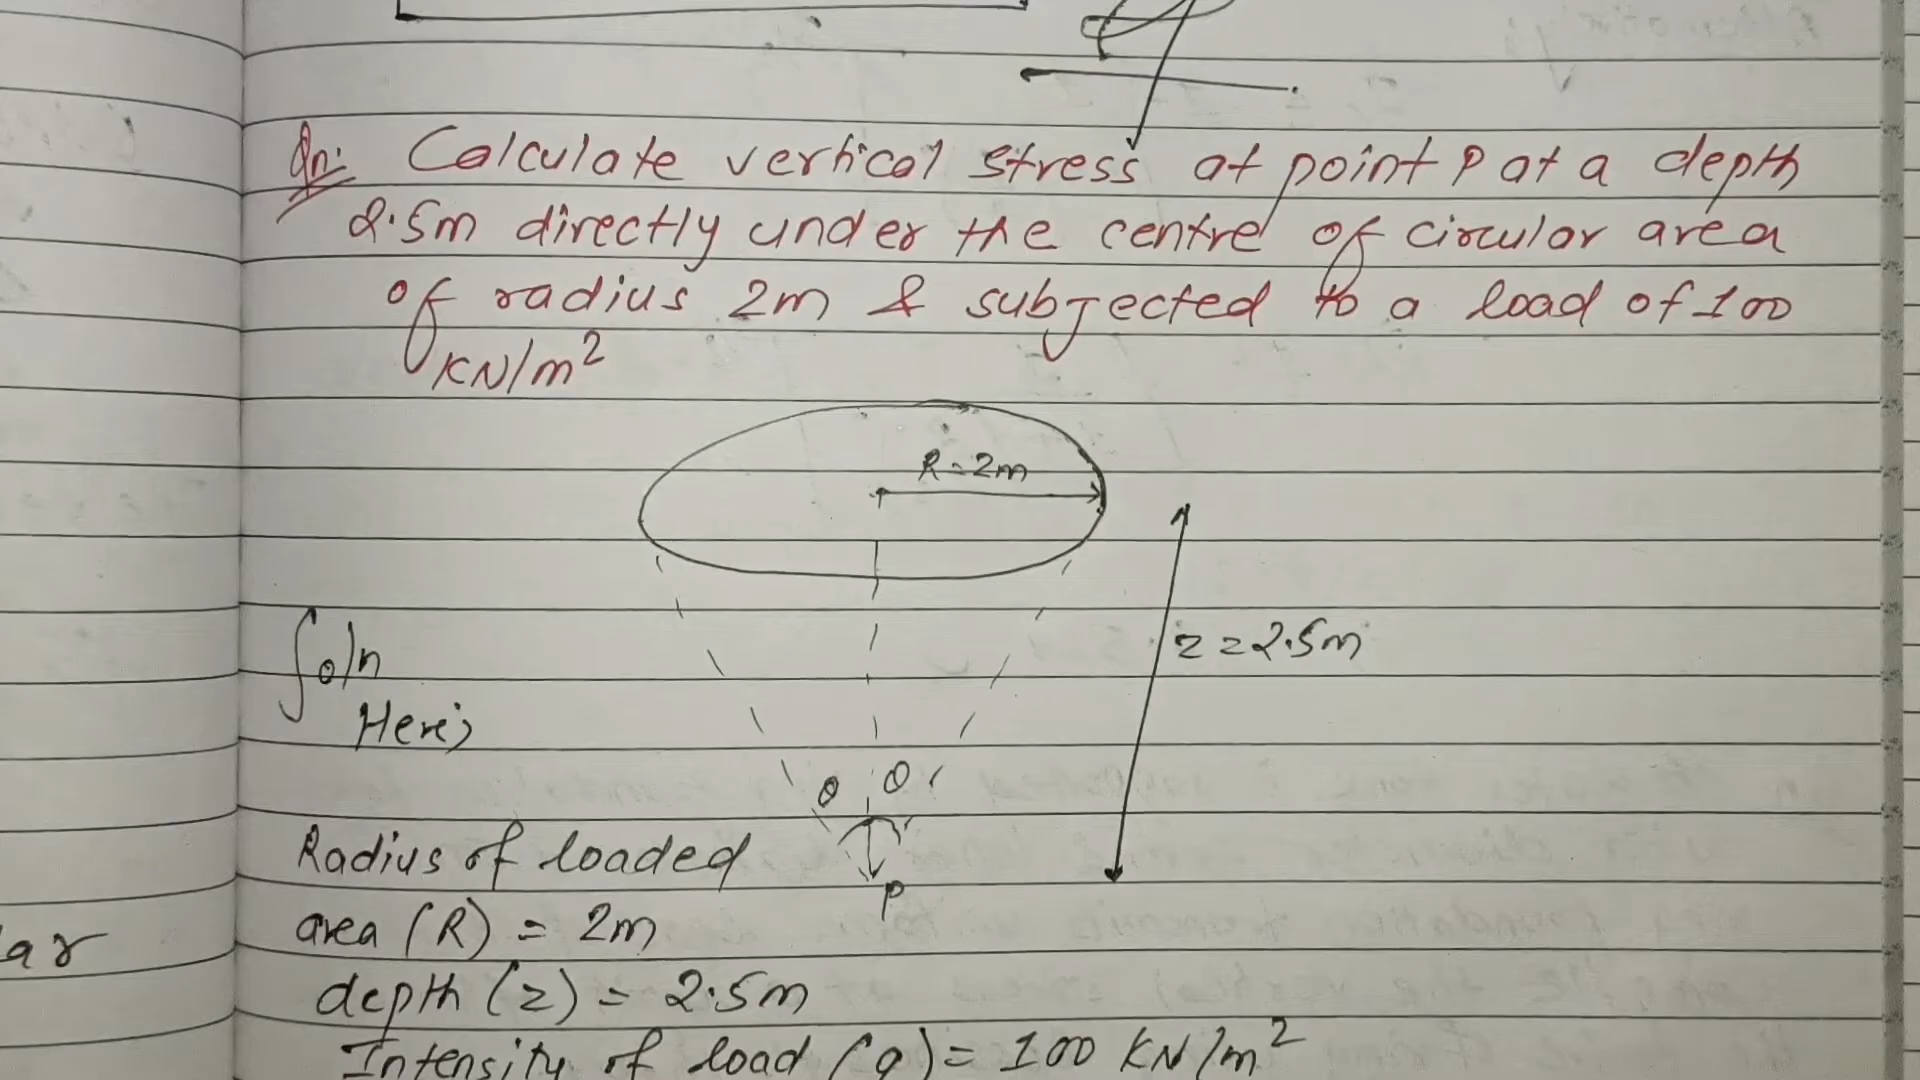 Qn: Calculate vertical stress at point P at a depth
2.5m directly under the centre of circular area
of radius 2m & subjected to a load of 100
KN/m²
R = 2m
z = 2.5m
Soln
Here,
θ θ
Radius of loaded
P
area (R) = 2m
ar
depth (z) = 2.5m
Intensity of load (q) = 100 KN/m²